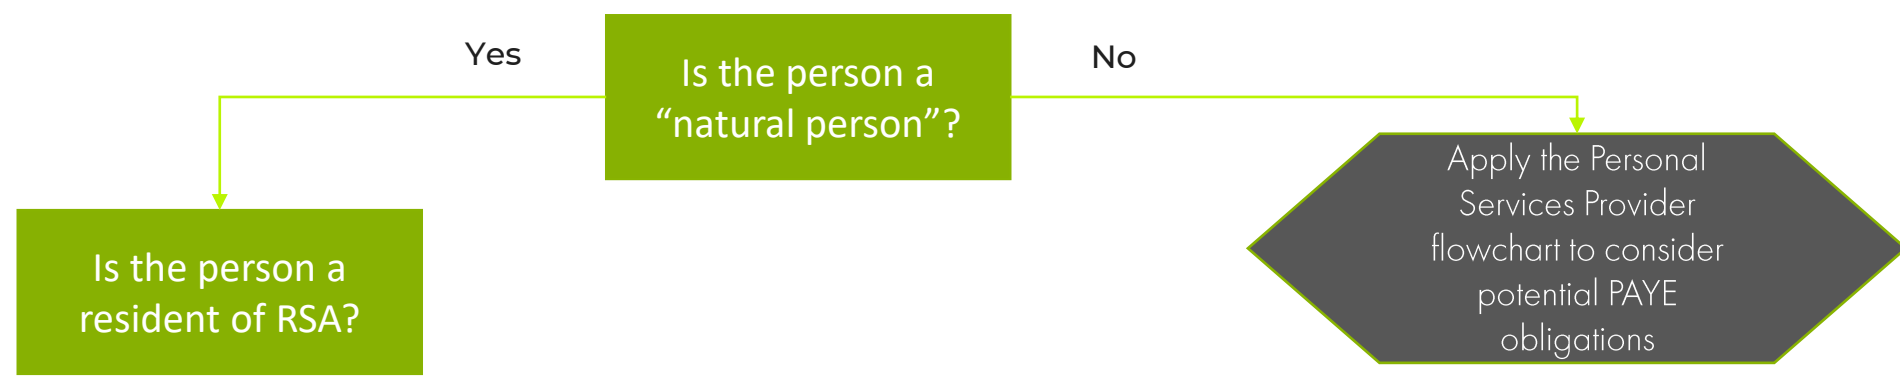 Yes
Is the person a
“natural person”?
No
Is the person a
resident of RSA?
Apply the Personal
Services Provider
flowchart to consider
potential PAYE
obligations